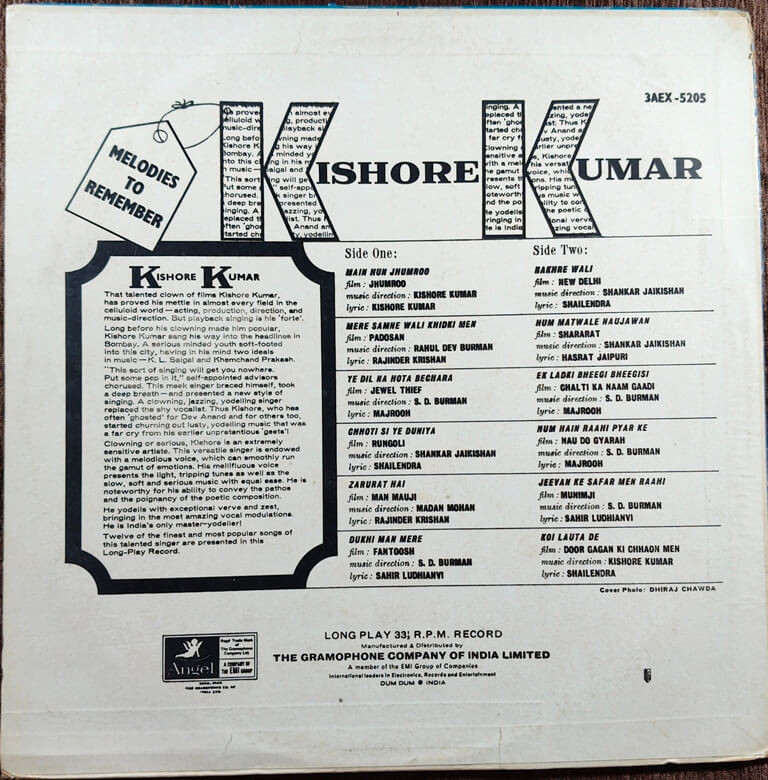 3AEX-5205
MELODIES
TO
REMEMBER
KISHORE KUMAR
KISHORE KUMAR
That talented clown of films Kishore Kumar,
has proved his mettle in almost every field in the
celluloid world—acting, production, direction, and
music-direction. But playback singing is his 'forte'.
Long before his clowning made him popular,
Kishore Kumar sang his way into the headlines in
Bombay. A serious minded youth soft-footed
into this city, having in his mind two ideals
in music—K. L. Saigal and Khemchand Prakash.
"This sort of singing will get you nowhere.
Put some pep in it," self-appointed advisors
chorused. This meek singer braced himself, took
a deep breath—and presented a new style of
singing. A clowning, jazzing, yodelling singer
replaced the shy vocalist. Thus Kishore, who has
often 'ghosted' for Dev Anand and for others too,
started churning out lusty, yodelling music that was
a far cry from his earlier unpretentious 'geets'!
Clowning or serious, Kishore is an extremely
sensitive artiste. This versatile singer is endowed
with a melodious voice, which can smoothly run
the gamut of emotions. His mellifluous voice
presents the light, tripping tunes as well as the
slow, soft and serious music with equal ease. He is
noteworthy for his ability to convey the pathos
and the poignancy of the poetic composition.
He yodells with exceptional verve and zest,
bringing in the most amazing vocal modulations.
He is India's only master-yodeller!
Twelve of the finest and most popular songs of
this talented singer are presented in this
Long-Play Record.
Side One:
MAIN HUN JHUMROO
film : JHUMROO
music direction : KISHORE KUMAR
lyric : KISHORE KUMAR
MERE SAMNE WALI KHIDKI MEN
film : PADOSAN
music direction : RAHUL DEV BURMAN
lyric : RAJINDER KRISHAN
YE DIL NA HOTA BECHARA
film : JEWEL THIEF
music direction : S. D. BURMAN
lyric : MAJROOH
CHHOTI SI YE DUNIYA
film : RUNGOLI
music direction : SHANKAR JAIKISHAN
lyric : SHAILENDRA
ZARURAT HAI
film : MAN MAUJI
music direction : MADAN MOHAN
lyric : RAJINDER KRISHAN
DUKHI MAN MERE
film : FANTOOSH
music direction : S. D. BURMAN
lyric : SAHIR LUDHIANVI
Side Two:
NAKHRE WALI
film : NEW DELHI
music direction : SHANKAR JAIKISHAN
lyric : SHAILENDRA
HUM MATWALE NAUJAWAN
film : SHARARAT
music direction : SHANKAR JAIKISHAN
lyric : HASRAT JAIPURI
EK LADKI BHEEGI BHEEGISI
film : CHALTI KA NAAM GAADI
music direction : S. D. BURMAN
lyric : MAJROOH
HUM HAIN RAAHI PYAR KE
film : NAU DO GYARAH
music direction : S. D. BURMAN
lyric : MAJROOH
JEEVAN KE SAFAR MEN RAAHI
film : MUNIMJI
music direction : S. D. BURMAN
lyric : SAHIR LUDHIANVI
KOI LAUTA DE
film : DOOR GAGAN KI CHHAON MEN
music direction : KISHORE KUMAR
lyric : SHAILENDRA
Cover Photo: DHIRAJ CHAWDA
Angel
Regd. Trade Mark
of
The Gramophone
Company Ltd.
A COMPANY OF
THE EMI GROUP
LONG PLAY 33⅓ R.P.M. RECORD
Manufactured & Distributed by
THE GRAMOPHONE COMPANY OF INDIA LIMITED
A member of the EMI Group of Companies
International leaders in Electronics, Records and Entertainment
DUM DUM ● INDIA